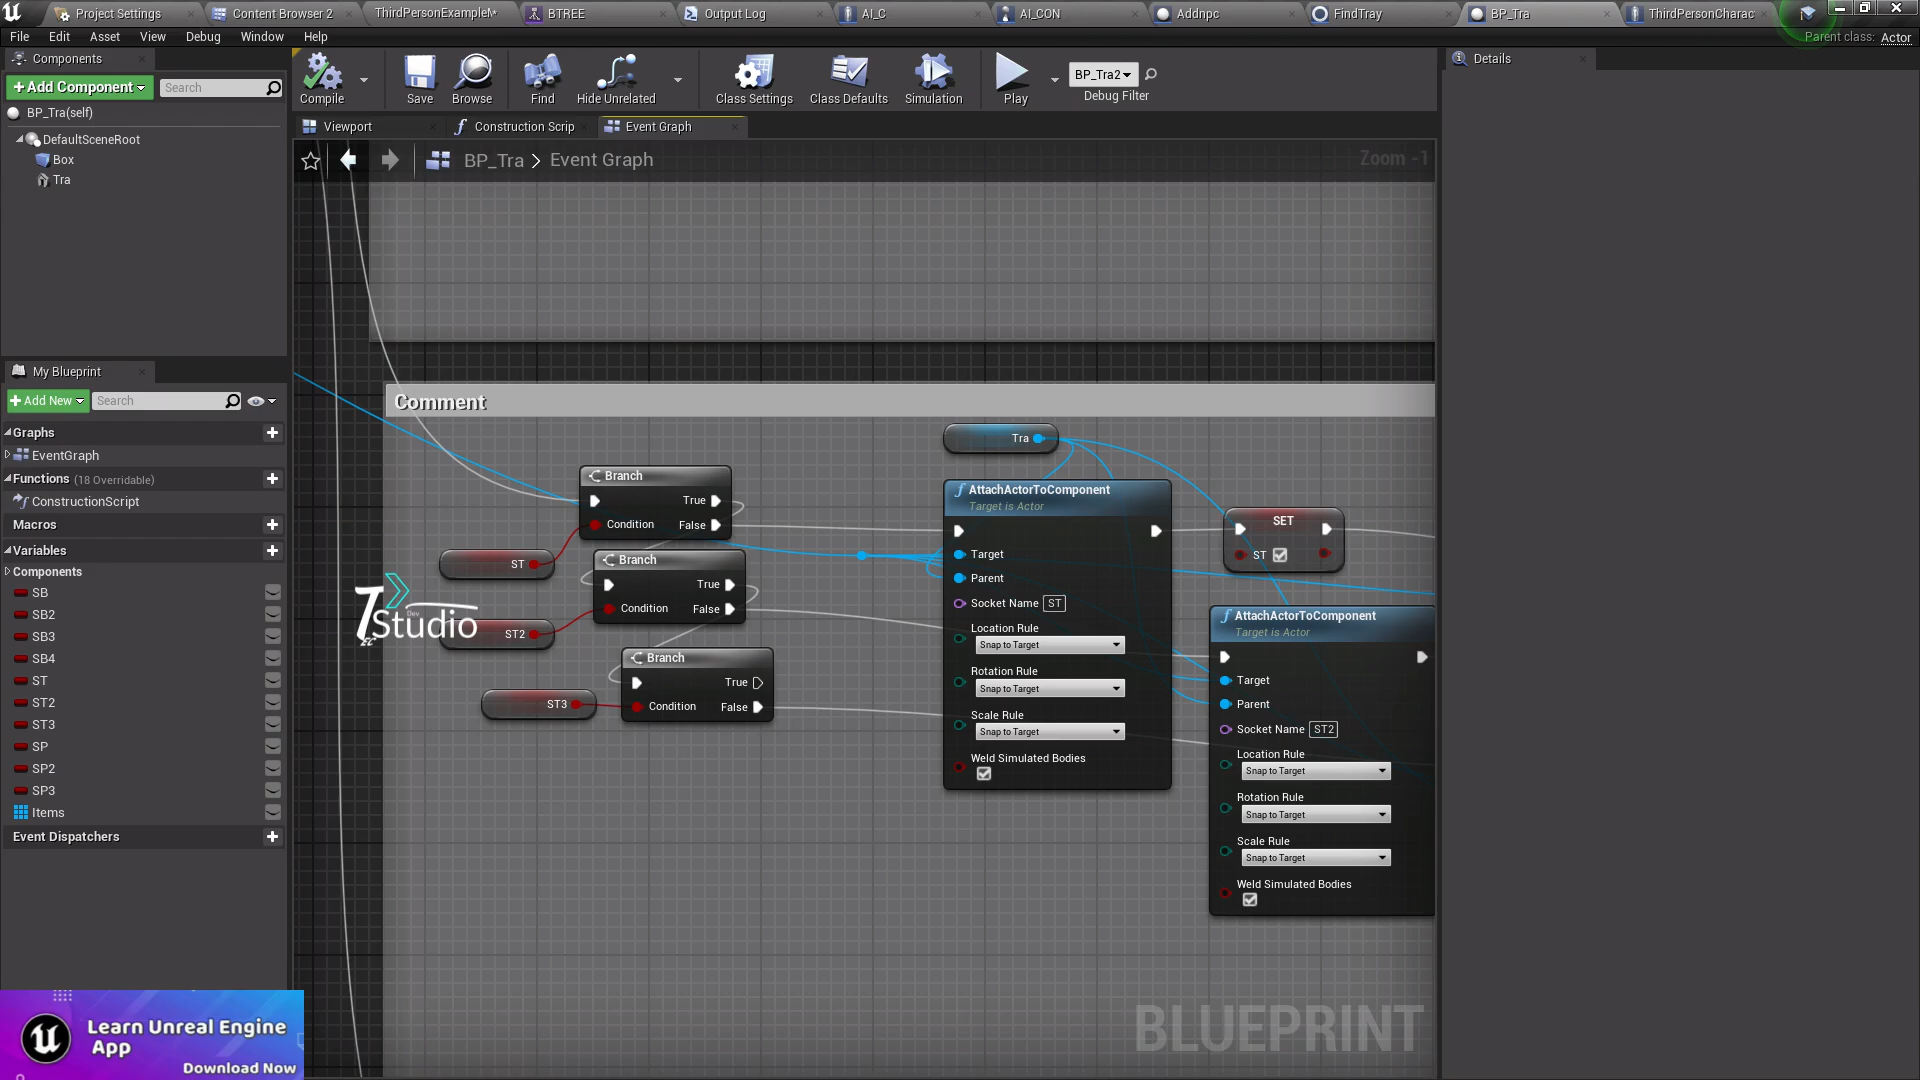 Project Settings
Content Browser 2
ThirdPersonExampleM*
BTREE
Output Log
AI_C
AI_CON
Addnpc
FindTray
BP_Tra
ThirdPersonCharac
File Edit Asset View Debug Window Help
Parent class: Actor
Components
Details
+ Add Component
Search
BP_Tra(self)
DefaultSceneRoot
Box
Tra
Compile
Save
Browse
Find
Hide Unrelated
Class Settings
Class Defaults
Simulation
Play
BP_Tra2
Debug Filter
Viewport
Construction Scrip
Event Graph
BP_Tra > Event Graph
Zoom -1
My Blueprint
+ Add New
Search
Graphs
EventGraph
Functions (18 Overridable)
ConstructionScript
Macros
Variables
Components
SB
SB2
SB3
SB4
ST
ST2
ST3
SP
SP2
SP3
Items
Event Dispatchers
Comment
Tra
Branch
True
Condition False
ST
Branch
True
Condition False
ST2
Branch
True
Condition False
ST3
AttachActorToComponent
Target is Actor
Target
Parent
Socket Name ST
Location Rule
Snap to Target
Rotation Rule
Snap to Target
Scale Rule
Snap to Target
Weld Simulated Bodies
SET
ST
AttachActorToComponent
Target is Actor
Target
Parent
Socket Name ST2
Location Rule
Snap to Target
Rotation Rule
Snap to Target
Scale Rule
Snap to Target
Weld Simulated Bodies
Dev
Studio
BLUEPRINT
Learn Unreal Engine
App
Download Now